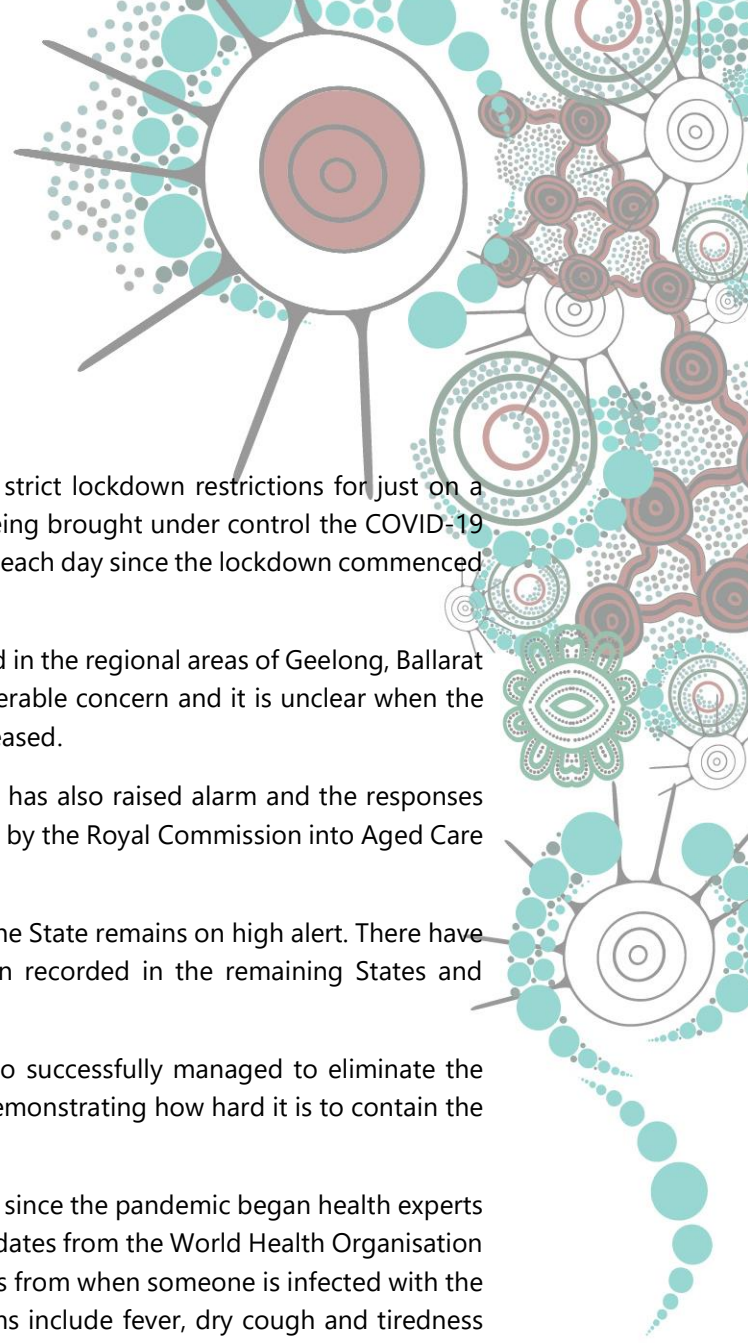 strict lockdown restrictions for just on a
eing brought under control the COVID-19
each day since the lockdown commenced
d in the regional areas of Geelong, Ballarat
erable concern and it is unclear when the
eased.
has also raised alarm and the responses
by the Royal Commission into Aged Care
he State remains on high alert. There have
n recorded in the remaining States and
o successfully managed to eliminate the
emonstrating how hard it is to contain the
since the pandemic began health experts
dates from the World Health Organisation
s from when someone is infected with the
ns include fever, dry cough and tiredness